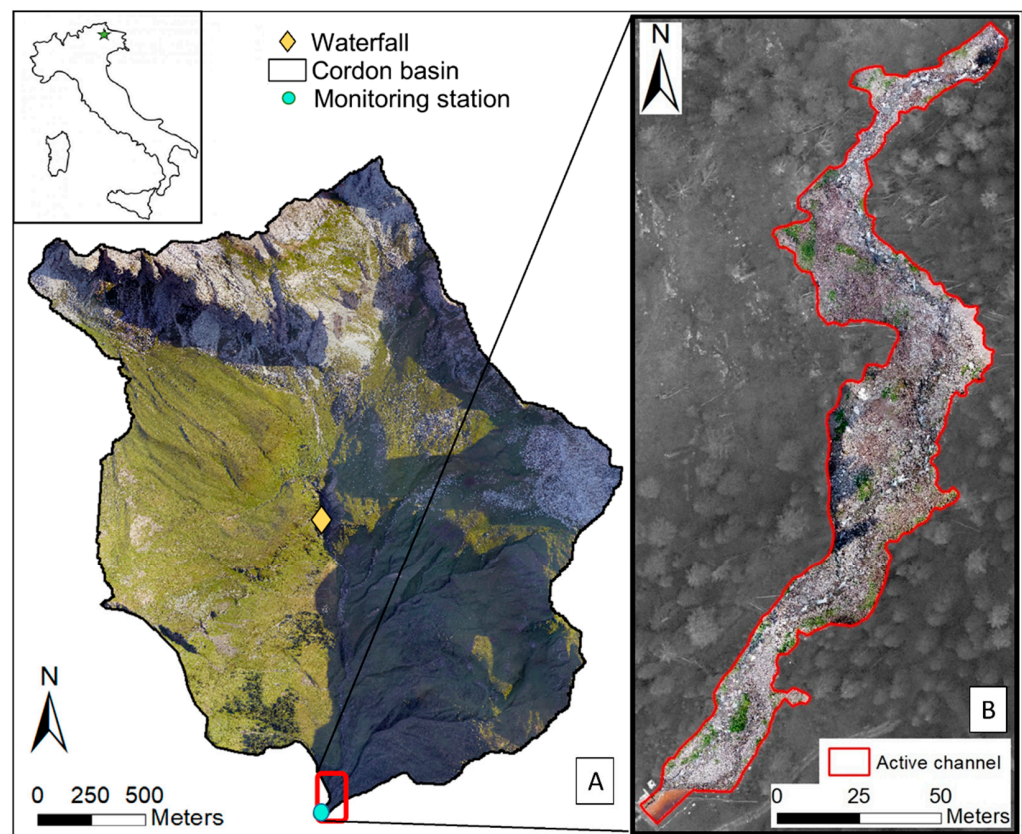 Waterfall
Cordon basin
Monitoring station
N
0 250 500
Meters
A
N
B
Active channel
0 25 50
Meters